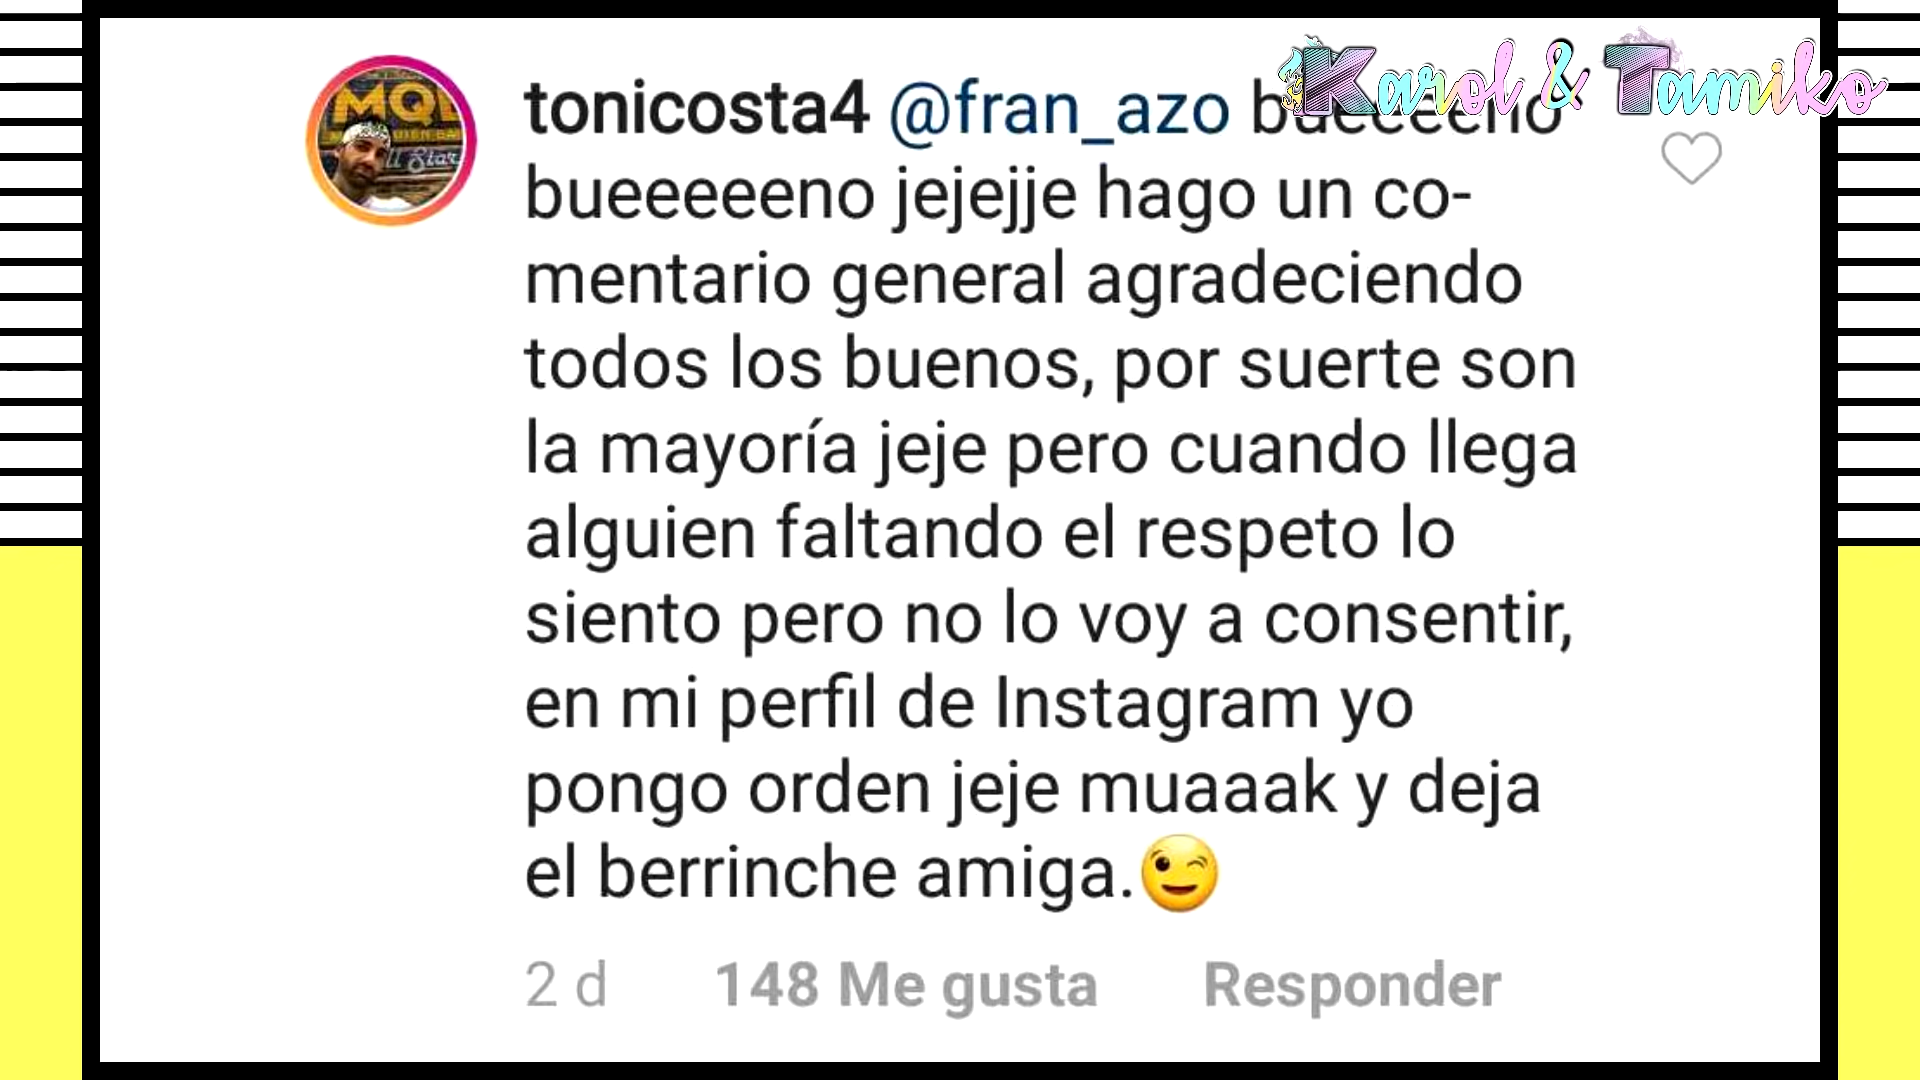 Karol & Tamiko
tonicosta4 @fran_azo bueeeeno
bueeeeeno jejejje hago un co-
mentario general agradeciendo
todos los buenos, por suerte son
la mayoría jeje pero cuando llega
alguien faltando el respeto lo
siento pero no lo voy a consentir,
en mi perfil de Instagram yo
pongo orden jeje muaaak y deja
el berrinche amiga.😉
2 d 148 Me gusta Responder